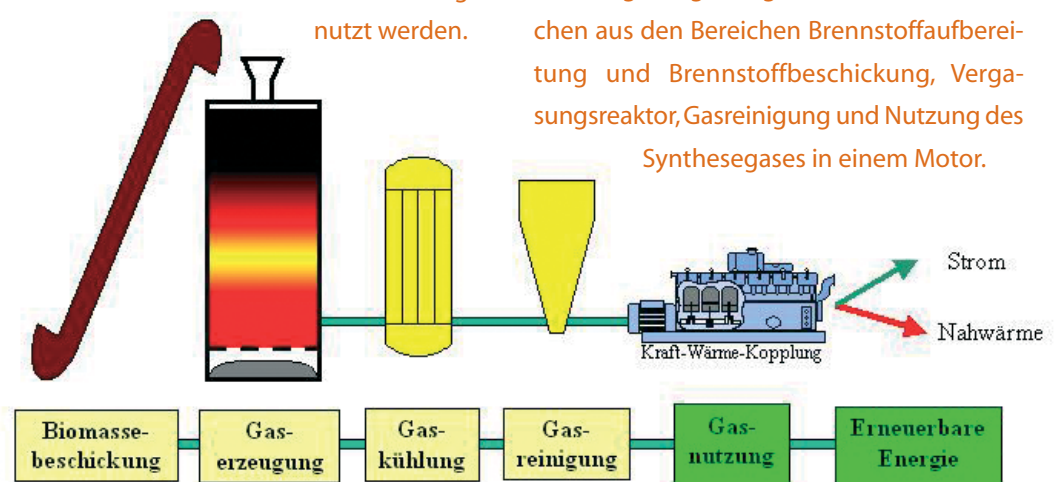 nutzt werden.
chen aus den Bereichen Brennstoffaufberei-
tung und Brennstoffbeschickung, Verga-
sungsreaktor, Gasreinigung und Nutzung des
Synthesegases in einem Motor.
Strom
Nahwärme
Kraft-Wärme-Kopplung
Biomasse-
beschickung
Gas-
erzeugung
Gas-
kühlung
Gas-
reinigung
Gas-
nutzung
Erneuerbare
Energie